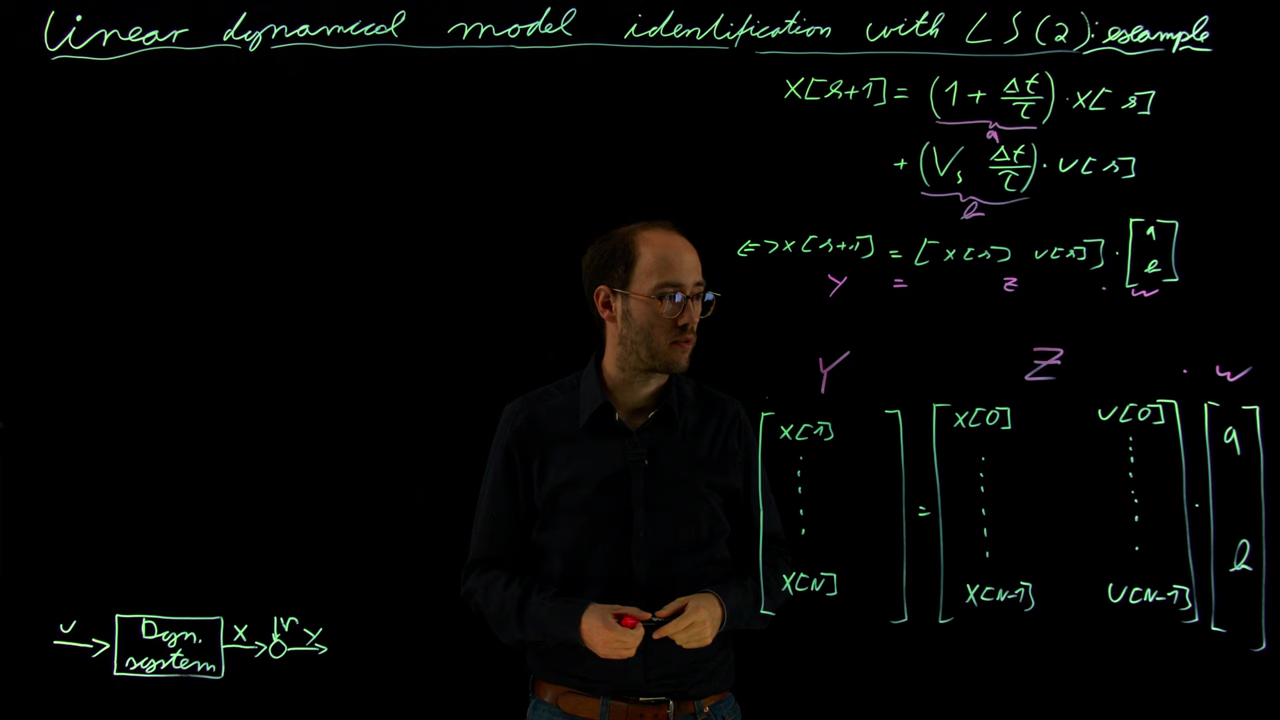 linear dynamical model identification with LS(2): example
X[s+1] = (1 + Δt/τ) · X[s]
a
+ (Vs Δt/τ) · u[s]
b
<=> X[s+1] = [X[s] u[s]] · [a b]
Y = Z · w
Y Z · w
[X[1] ⋮ X[N]] = [X[0] u[0] ⋮ ⋮ X[N-1] u[N-1]] · [a b]
u Dyn. system X r Y